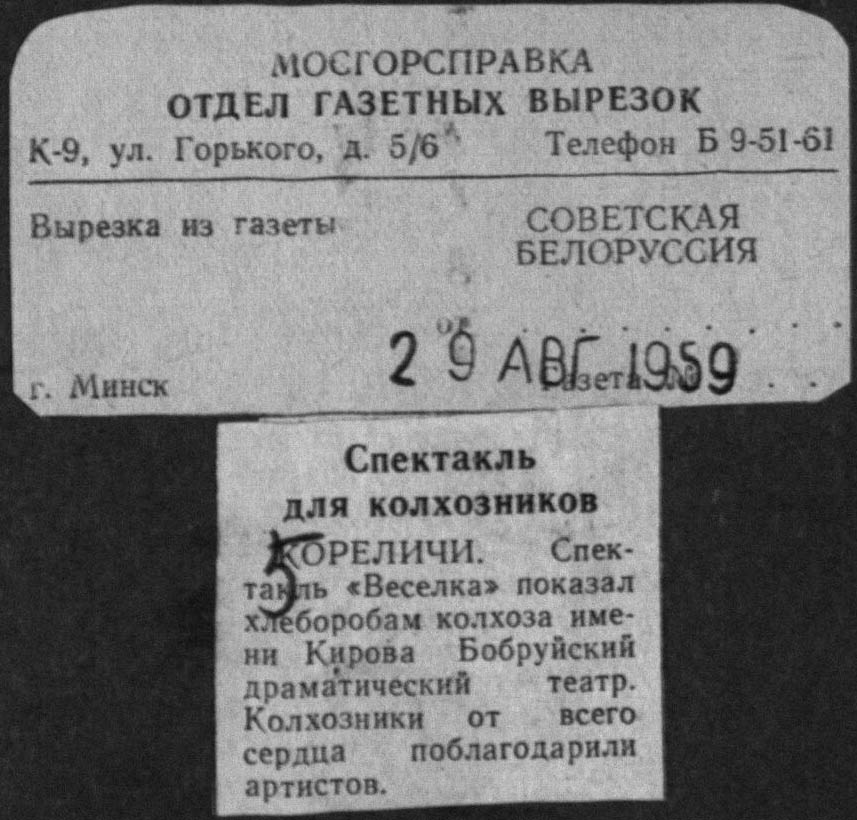 МОСГОРСПРАВКА
ОТДЕЛ ГАЗЕТНЫХ ВЫРЕЗОК
К-9, ул. Горького, д. 5/6 Телефон Б 9-51-61
Вырезка из газеты
СОВЕТСКАЯ
БЕЛОРУССИЯ
от
29 АВГ 1959
г. Минск Газета №
Спектакль
для колхозников
5
КОРЕЛИЧИ. Спек-
такль «Веселка» показал
хлеборобам колхоза име-
ни Кирова Бобруйский
драматический театр.
Колхозники от всего
сердца поблагодарили
артистов.